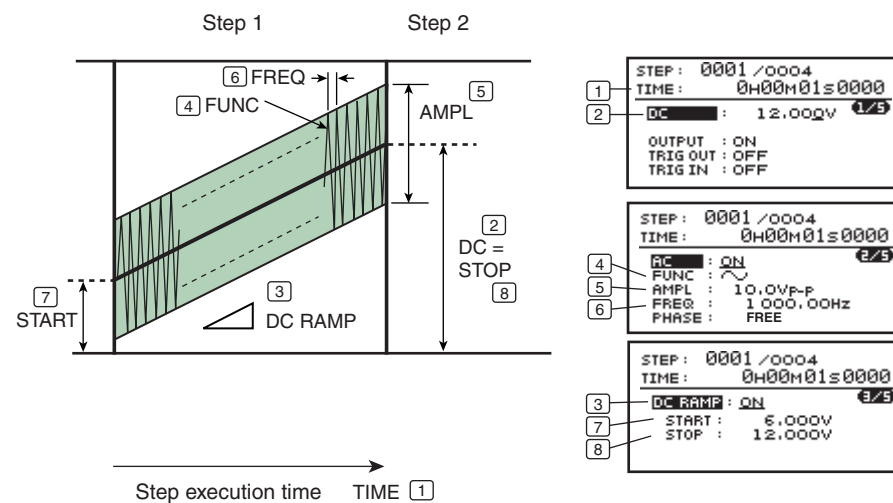 Step 1
Step 2
6 FREQ
4 FUNC
5
AMPL
2
DC =
STOP
8
7
START
3
DC RAMP
Step execution time TIME 1
STEP : 0001 /0004
1 TIME : 0H00M01s0000
2 DC : 12.000V 1/5
OUTPUT : ON
TRIG OUT : OFF
TRIG IN : OFF
STEP : 0001 /0004
TIME : 0H00M01s0000
AC : ON 2/5
4 FUNC :
5 AMPL : 10.0Vp-p
6 FREQ : 1000.00Hz
PHASE : FREE
STEP : 0001 /0004
TIME : 0H00M01s0000
3 DC RAMP : ON 3/5
7 START : 6.000V
8 STOP : 12.000V